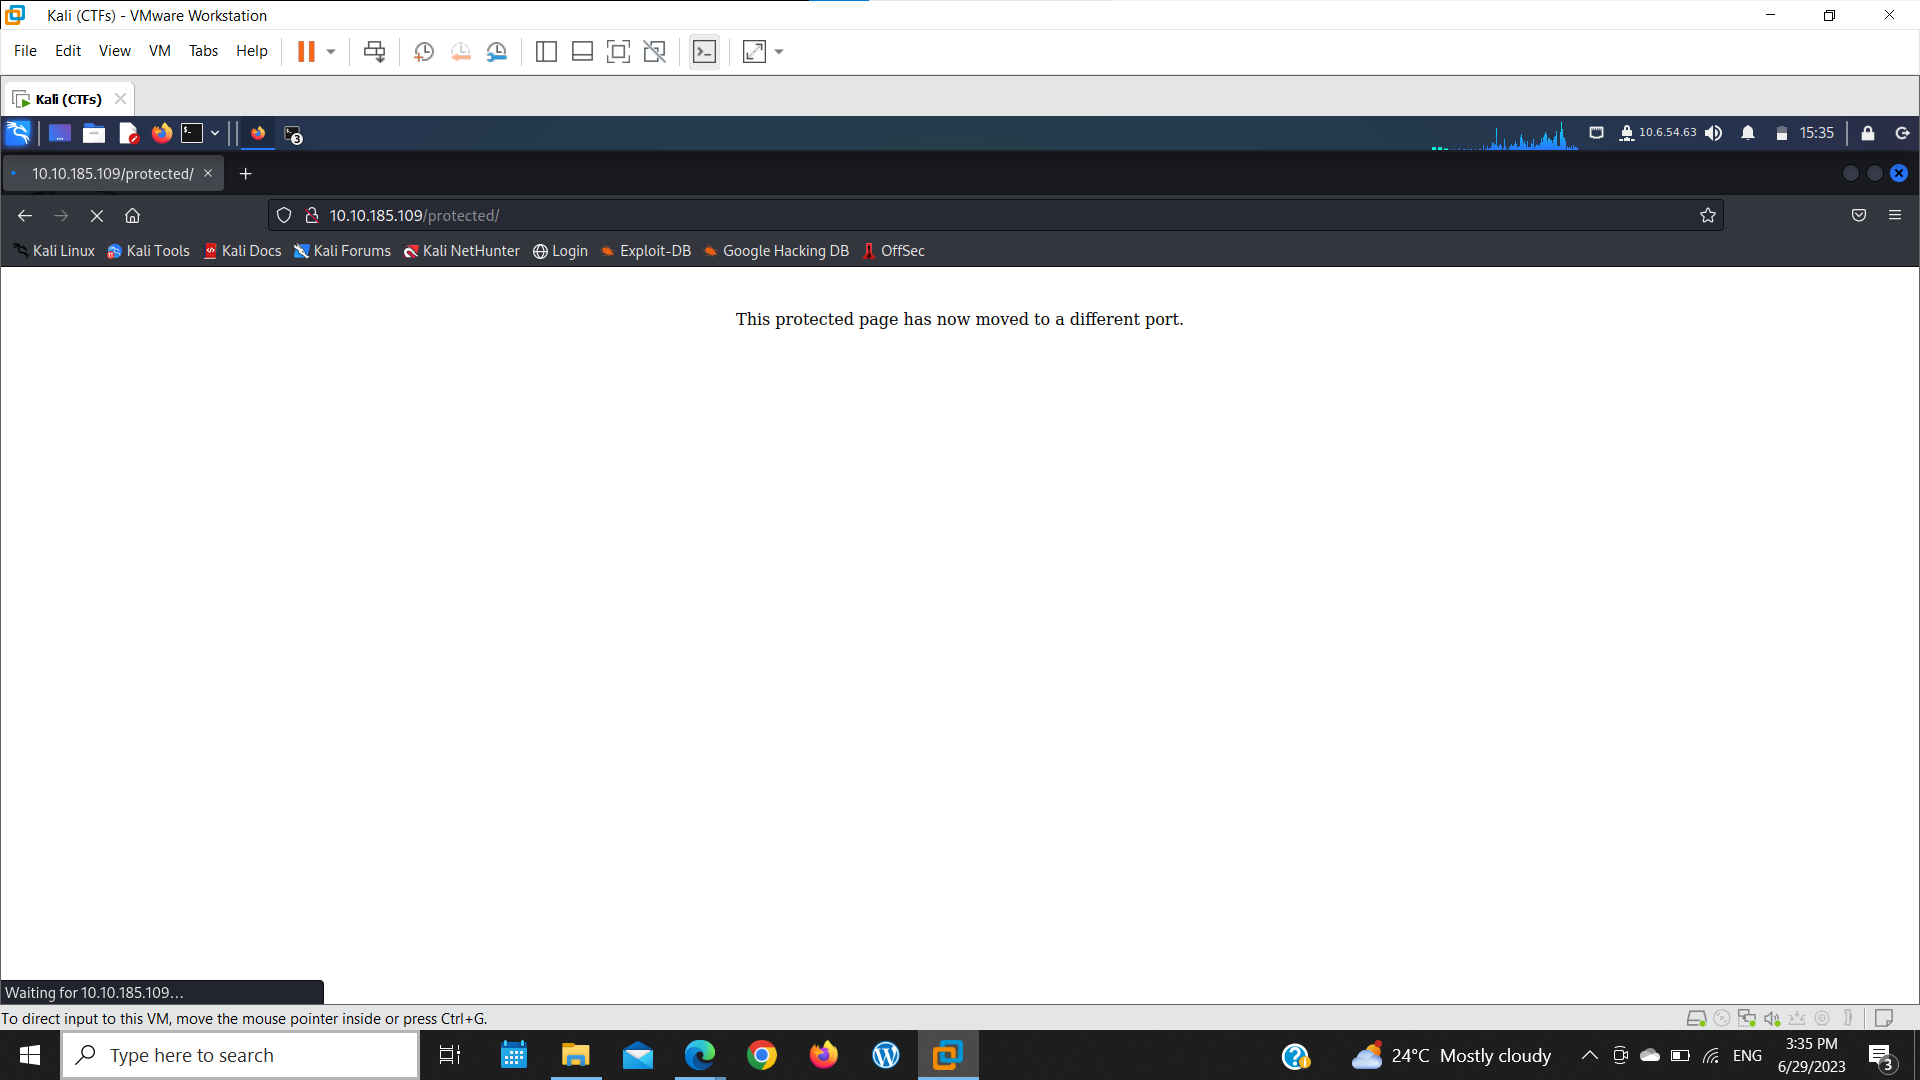 Kali (CTFs) - VMware Workstation
File Edit View VM Tabs Help
Kali (CTFs)
3 10.6.54.63 15:35
10.10.185.109/protected/
10.10.185.109/protected/
Kali Linux Kali Tools Kali Docs Kali Forums Kali NetHunter Login Exploit-DB Google Hacking DB OffSec
This protected page has now moved to a different port.
Waiting for 10.10.185.109…
To direct input to this VM, move the mouse pointer inside or press Ctrl+G.
Type here to search 24°C Mostly cloudy ENG 3:35 PM
6/29/2023 3